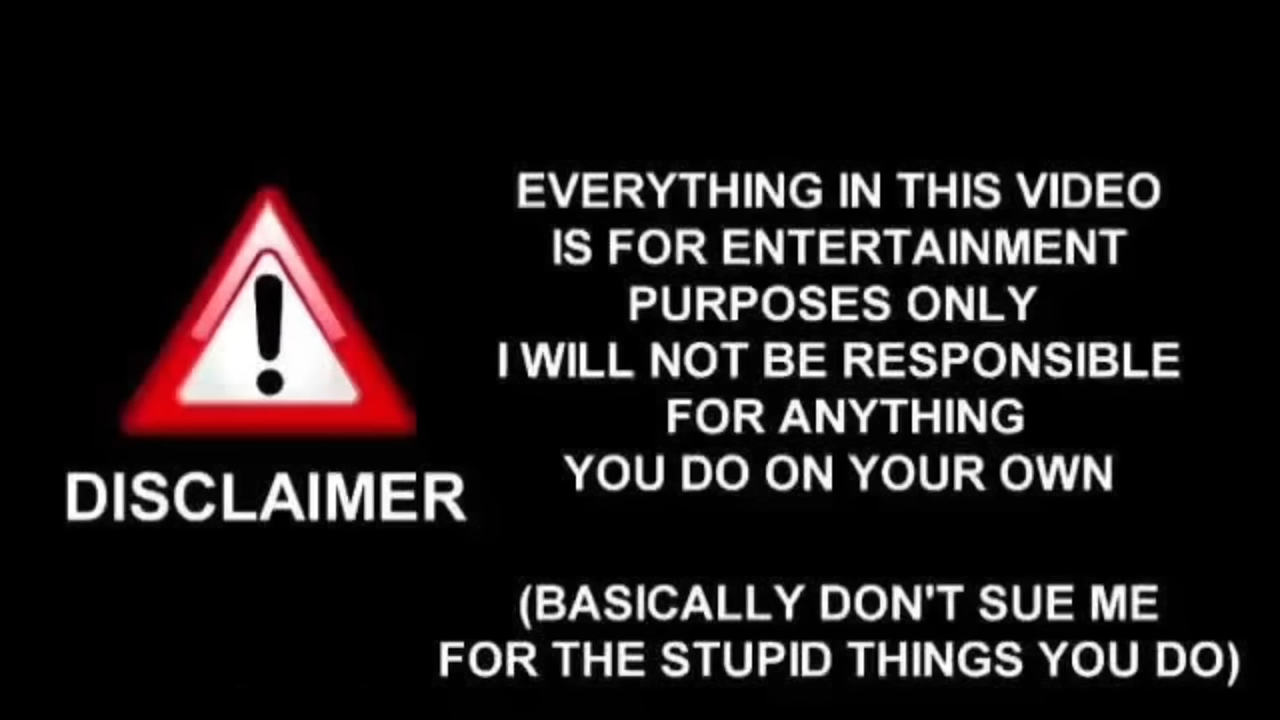 DISCLAIMER
EVERYTHING IN THIS VIDEO
IS FOR ENTERTAINMENT
PURPOSES ONLY
I WILL NOT BE RESPONSIBLE
FOR ANYTHING
YOU DO ON YOUR OWN
(BASICALLY DON'T SUE ME
FOR THE STUPID THINGS YOU DO)